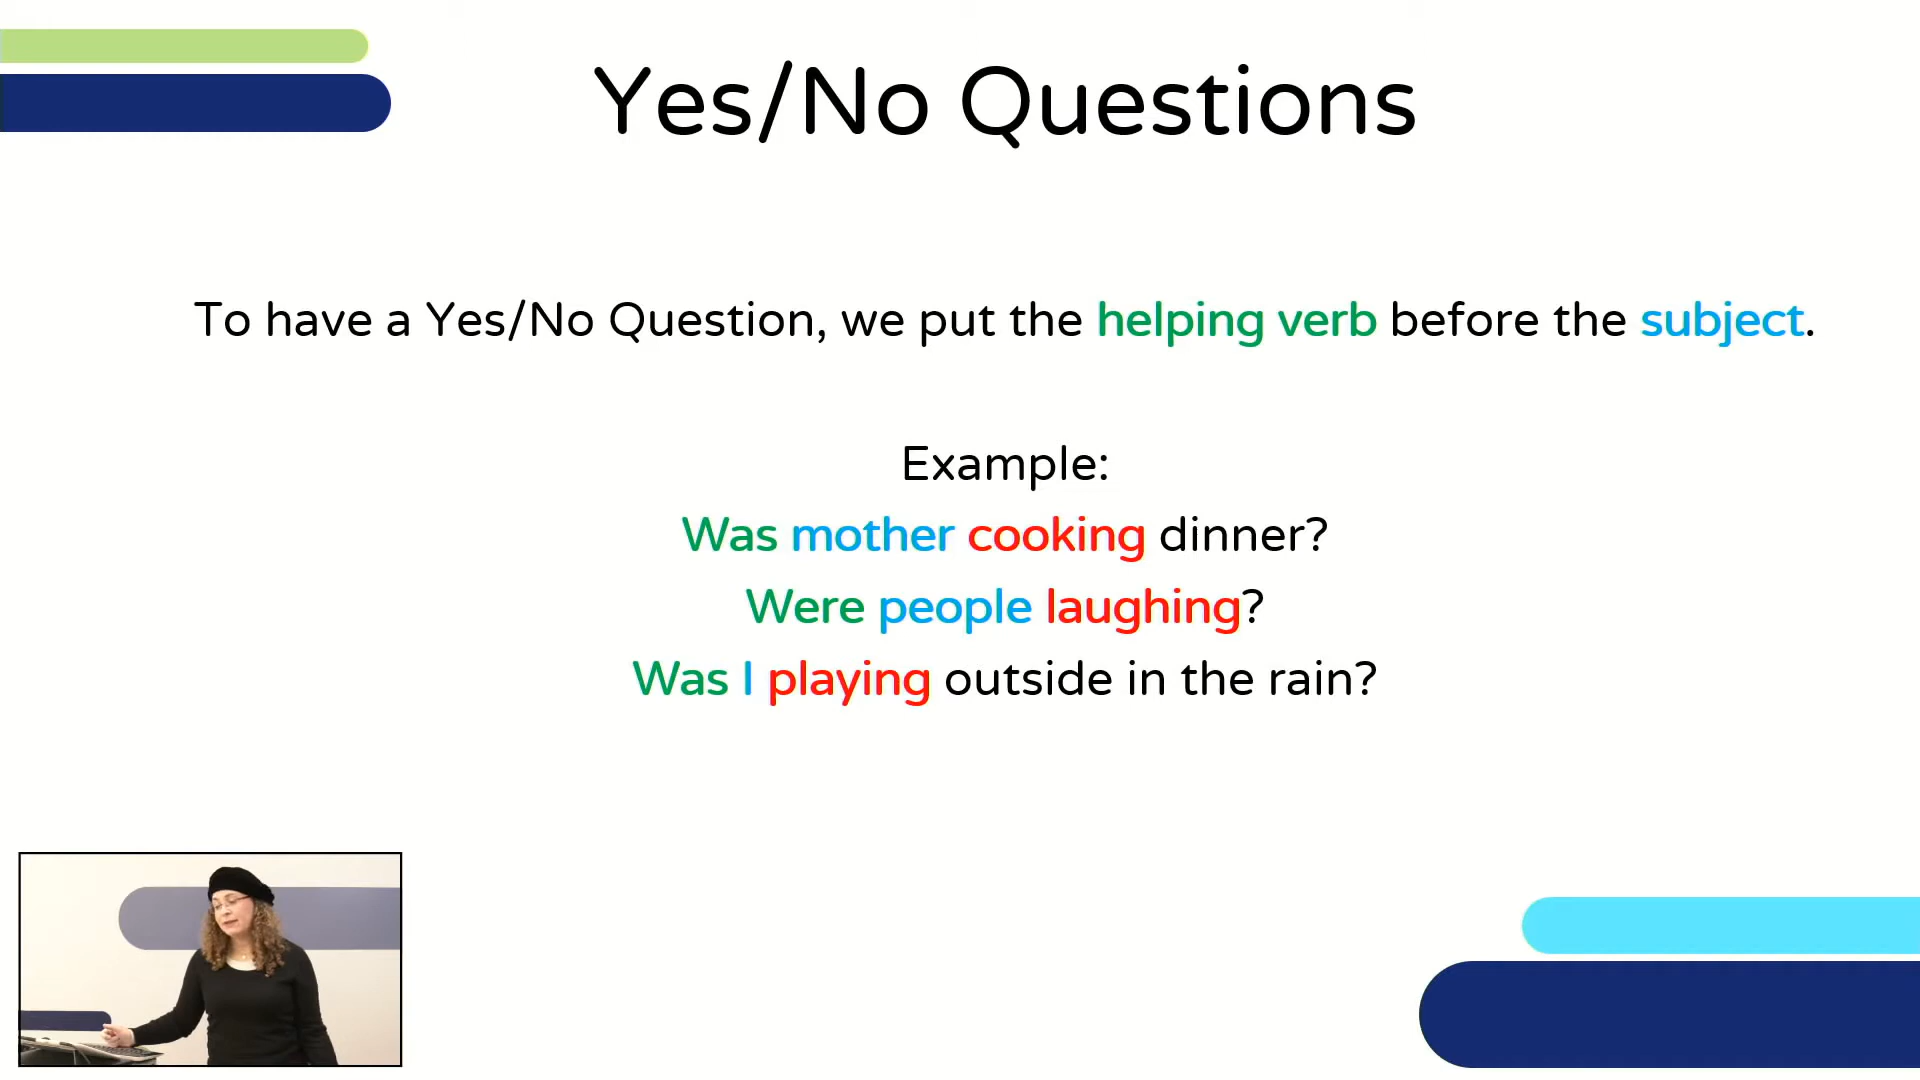 Yes/No Questions
To have a Yes/No Question, we put the helping verb before the subject.
Example:
Was mother cooking dinner?
Were people laughing?
Was I playing outside in the rain?